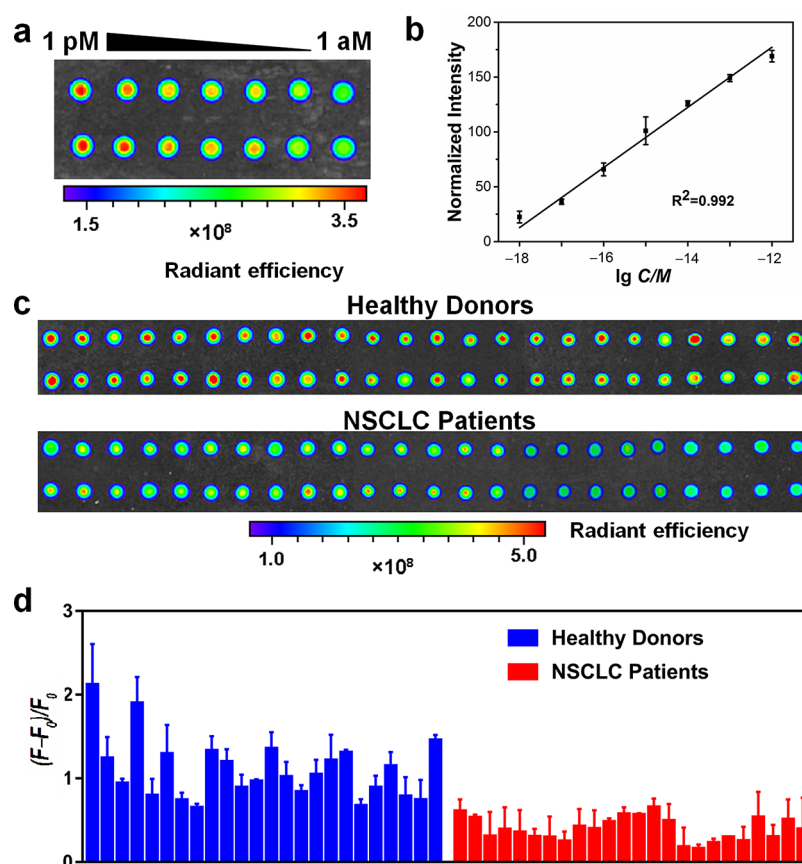 a
1 pM 1 aM
1.5 3.5
×10⁸
Radiant efficiency
b
Normalized Intensity
200
150
100
50
0
R²=0.992
−18 −16 −14 −12
lg C/M
c
Healthy Donors
NSCLC Patients
1.0 5.0
×10⁸
Radiant efficiency
d
(F−F₀)/F₀
3
2
1
0
Healthy Donors
NSCLC Patients